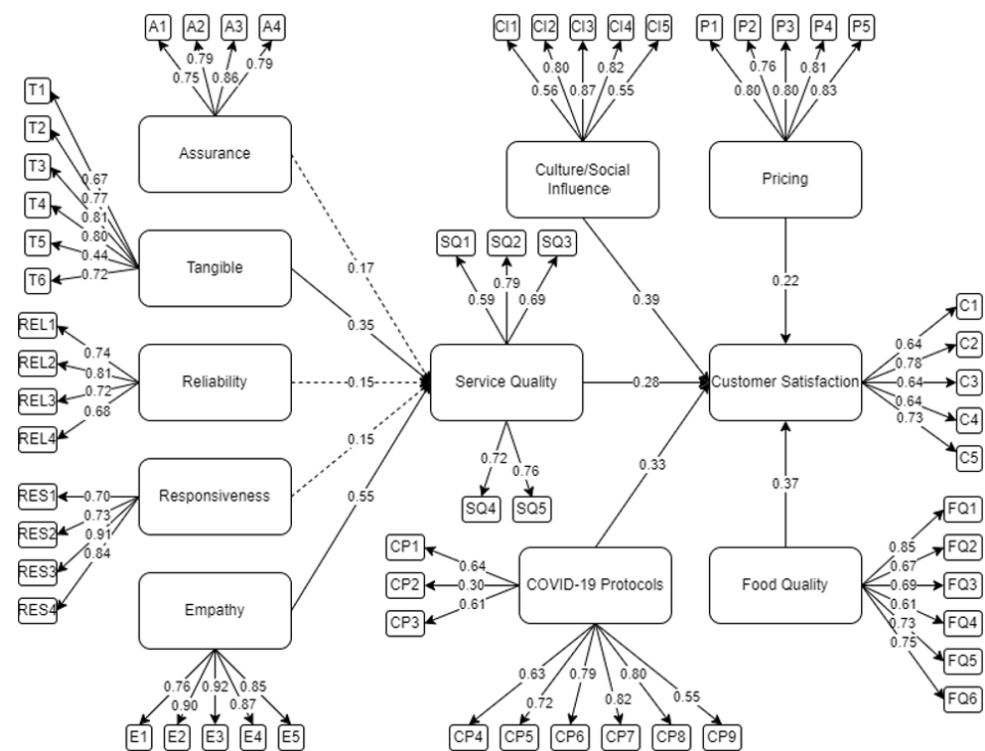 A1 A2 A3 A4
0.75 0.79 0.86 0.79
Assurance
0.17
T1
T2
T3
T4
T5
T6
0.67
0.77
0.81
0.80
0.44
0.72
Tangible
0.35
REL1
REL2
REL3
REL4
0.74
0.81
0.72
0.68
Reliability
0.15
RES1
RES2
RES3
RES4
0.70
0.73
0.91
0.84
Responsiveness
0.15
Empathy
0.55
0.76 0.90 0.92 0.87 0.85
E1 E2 E3 E4 E5
CI1 CI2 CI3 CI4 CI5
0.56 0.80 0.87 0.82 0.55
Culture/Social
Influence
0.39
P1 P2 P3 P4 P5
0.80 0.76 0.80 0.81 0.83
Pricing
0.22
SQ1 SQ2 SQ3
0.59 0.79 0.69
Service Quality
0.28
0.72 0.76
SQ4 SQ5
Customer Satisfaction
0.64
0.78
0.64
0.64
0.73
C1
C2
C3
C4
C5
0.33
0.37
CP1
CP2
CP3
0.64
0.30
0.61
COVID-19 Protocols
0.63 0.72 0.79 0.82 0.80 0.55
CP4 CP5 CP6 CP7 CP8 CP9
Food Quality
0.85
0.67
0.69
0.61
0.73
0.75
FQ1
FQ2
FQ3
FQ4
FQ5
FQ6